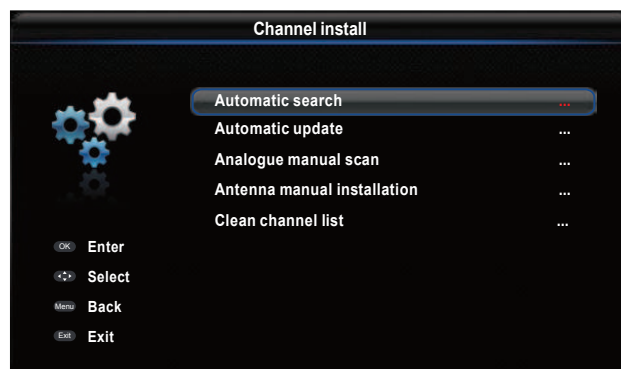 Channel install
Automatic search ...
Automatic update ...
Analogue manual scan ...
Antenna manual installation ...
Clean channel list ...
OK Enter
Select
Menu Back
Exit Exit